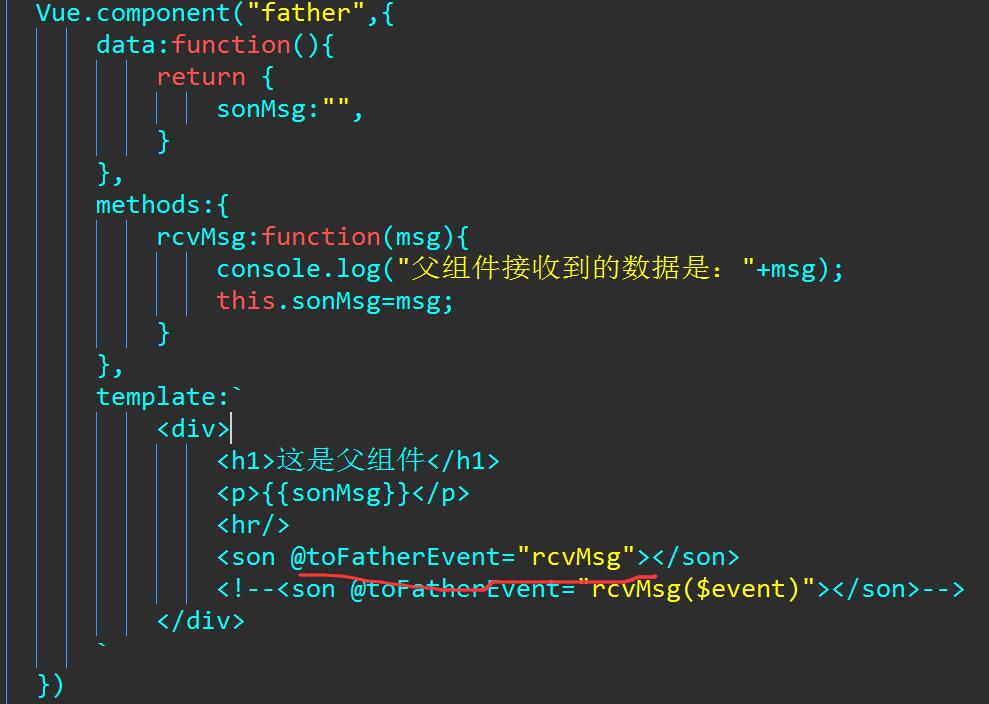 Vue.component("father",{
data:function(){
return {
sonMsg:"",
}
},
methods:{
rcvMsg:function(msg){
console.log("父组件接收到的数据是："+msg);
this.sonMsg=msg;
}
},
template:`
<div>
<h1>这是父组件</h1>
<p>{{sonMsg}}</p>
<hr/>
<son @toFatherEvent="rcvMsg"></son>
<!--<son @toFatherEvent="rcvMsg($event)"></son>-->
</div>
`
})